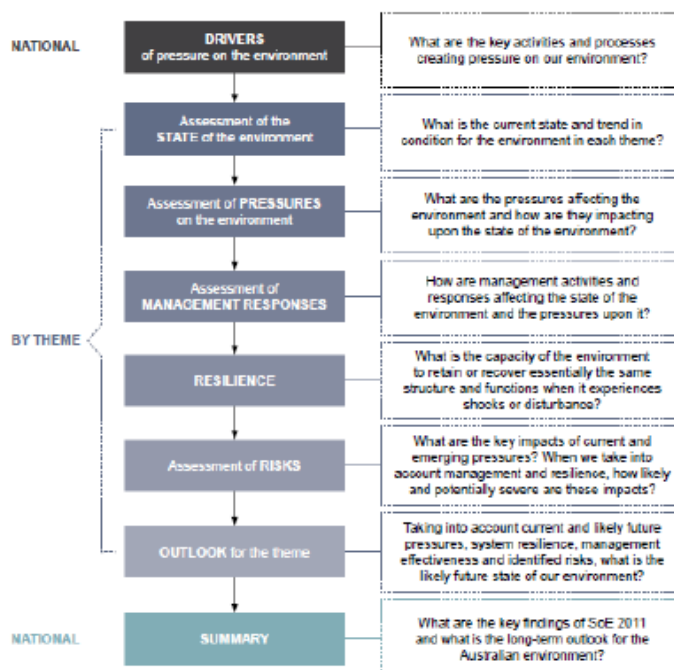 NATIONAL
DRIVERS
of pressure on the environment
What are the key activities and processes
creating pressure on our environment?
Assessment of the
STATE of the environment
What is the current state and trend in
condition for the environment in each theme?
Assessment of PRESSURES
on the environment
What are the pressures affecting the
environment and how are they impacting
upon the state of the environment?
Assessment of
MANAGEMENT RESPONSES
How are management activities and
responses affecting the state of the
environment and the pressures upon it?
BY THEME
RESILIENCE
What is the capacity of the environment
to retain or recover essentially the same
structure and functions when it experiences
shocks or disturbance?
Assessment of RISKS
What are the key impacts of current and
emerging pressures? When we take into
account management and resilience, how likely
and potentially severe are these impacts?
OUTLOOK for the theme
Taking into account current and likely future
pressures, system resilience, management
effectiveness and identified risks, what is the
likely future state of our environment?
NATIONAL
SUMMARY
What are the key findings of SoE 2011
and what is the long-term outlook for the
Australian environment?